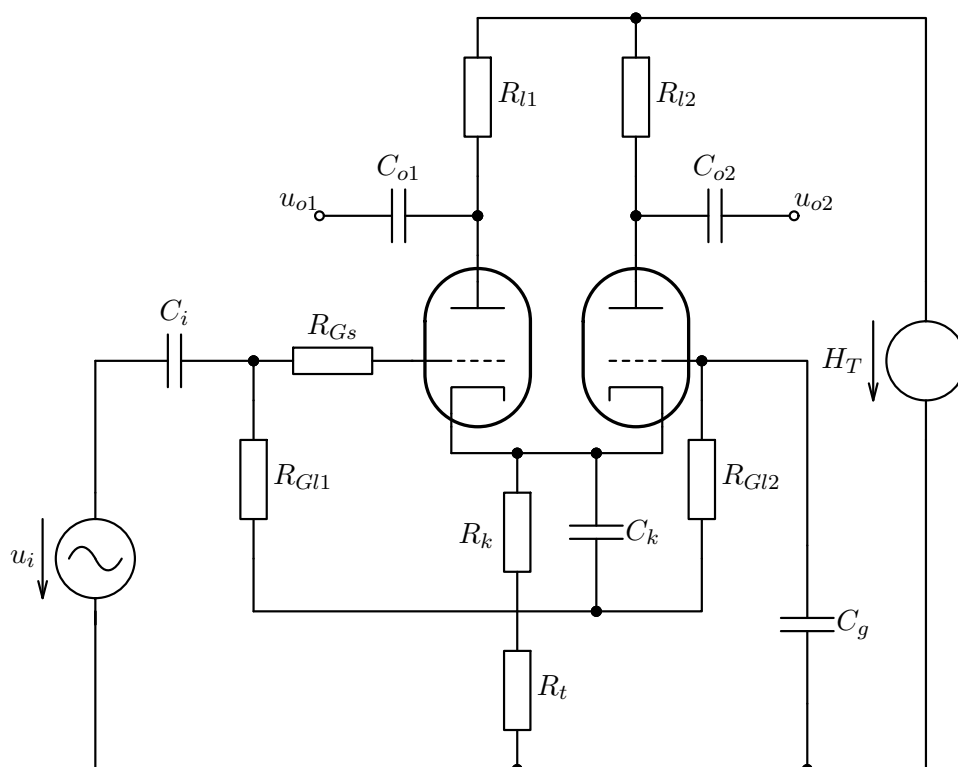 R_{l1}
R_{l2}
C_{o1}
C_{o2}
u_{o1}
u_{o2}
C_i
R_{Gs}
H_T
R_{Gl1}
R_{Gl2}
R_k
C_k
u_i
C_g
R_t